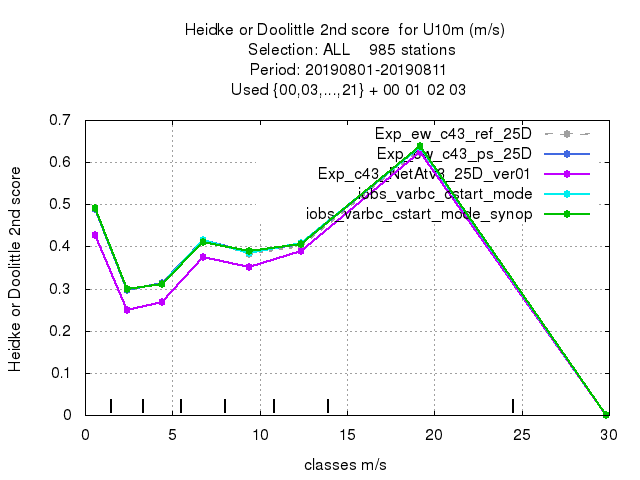 Heidke or Doolittle 2nd score  for U10m (m/s)
Selection: ALL    985 stations
Period: 20190801-20190811
Used {00,03,...,21} + 00 01 02 03
Heidke or Doolittle 2nd score
0.7
0.6
0.5
0.4
0.3
0.2
0.1
0
Exp_ew_c43_ref_25D
Exp_ew_c43_ps_25D
Exp_c43_NetAtv3_25D_ver01
iobs_varbc_cstart_mode
iobs_varbc_cstart_mode_synop
0 5 10 15 20 25 30
classes m/s